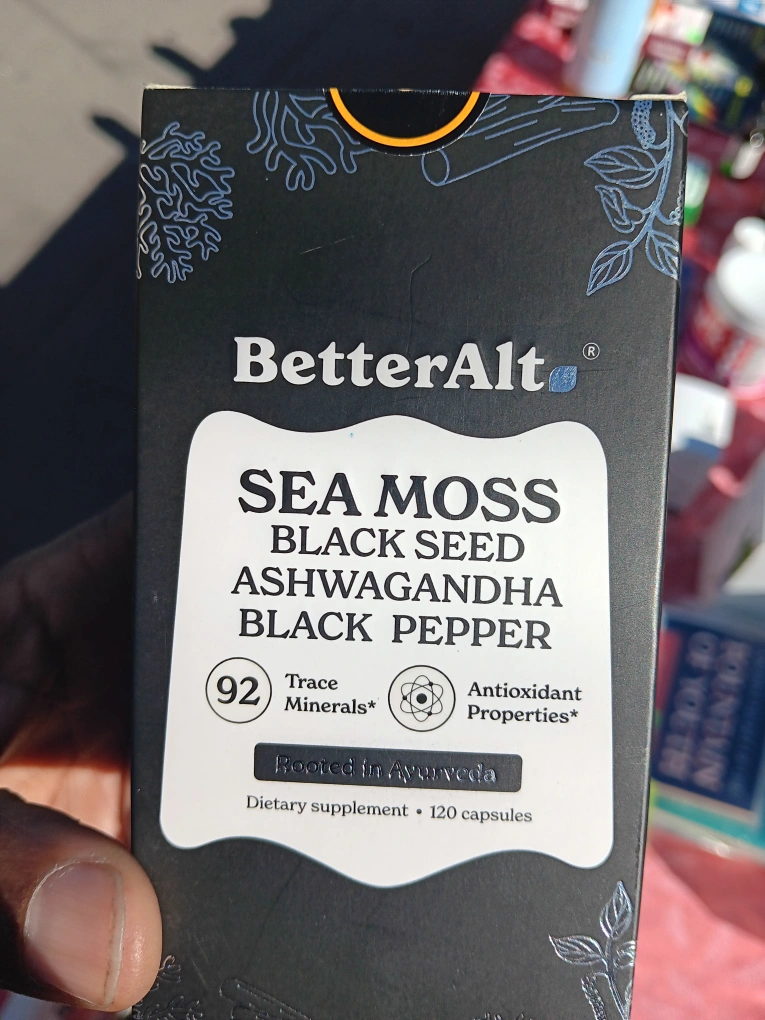 BetterAlt®
SEA MOSS
BLACK SEED
ASHWAGANDHA
BLACK PEPPER
92
Trace
Minerals*
Antioxidant
Properties*
Rooted in Ayurveda
Dietary supplement • 120 capsules